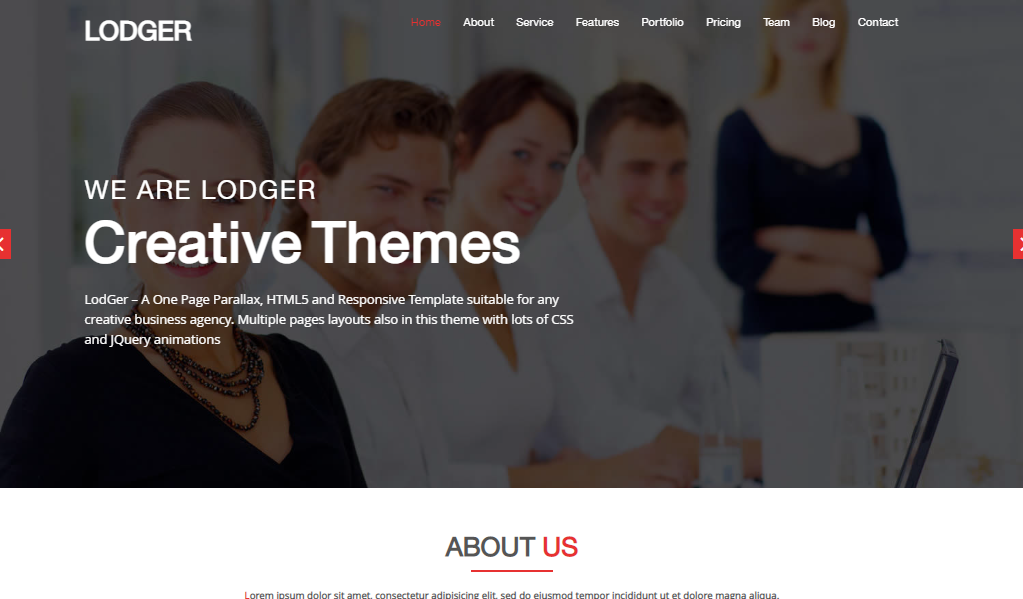 LODGER
Home About Service Features Portfolio Pricing Team Blog Contact
WE ARE LODGER
Creative Themes
LodGer – A One Page Parallax, HTML5 and Responsive Template suitable for any
creative business agency. Multiple pages layouts also in this theme with lots of CSS
and JQuery animations
ABOUT US
Lorem ipsum dolor sit amet, consectetur adipisicing elit, sed do eiusmod tempor incididunt ut et dolore magna aliqua.